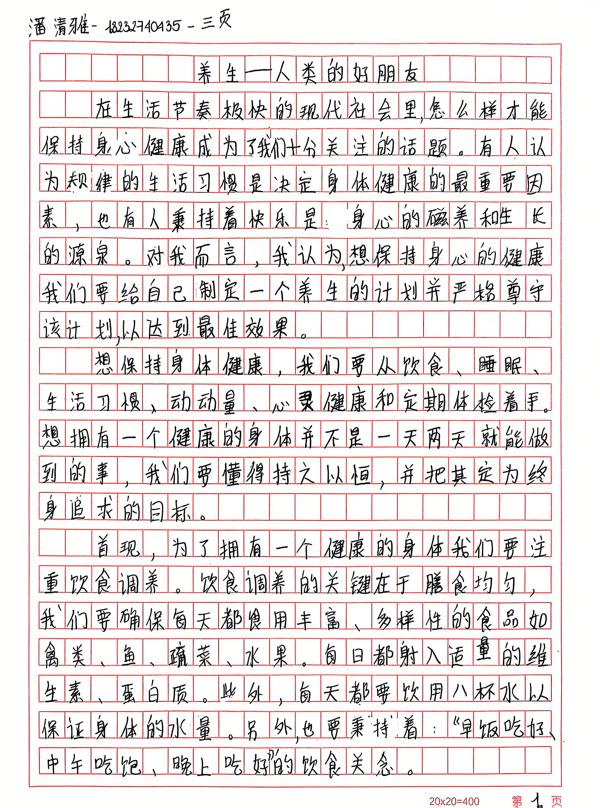 潘清雅-18232740435-三页
养生——人类的好朋友
在生活节奏极快的现代社会里,怎么样才能
保持身心健康成为了我们十分关注的话题。有人认
为规律的生活习惯是决定身体健康的最重要因
素,也有人秉持着快乐是身心的滋养和生长
的源泉。对我而言,我认为,想保持身心的健康
我们要给自己制定一个养生的计划并严格尊守
该计划,以达到最佳效果。
想保持身体健康,我们要从饮食、睡眠、
生活习惯、动动量、心灵健康和定期体检着手。
想拥有一个健康的身体并不是一天两天就能做
到的事,我们要懂得持之以恒,并把其定为终
身追求的目标。
首现,为了拥有一个健康的身体我们要注
重饮食调养。饮食调养的关键在于膳食均匀,
我们要确保每天都食用丰富、多样性的食品如
禽类、鱼、蔬菜、水果。每日都射入适量的维
生素、蛋白质。此外,每天都要饮用八杯水以
保证身体的水量。另外,也要秉持着:“早饭吃好、
中午吃饱、晚上吃好”的饮食关念。
20x20=400
第1页